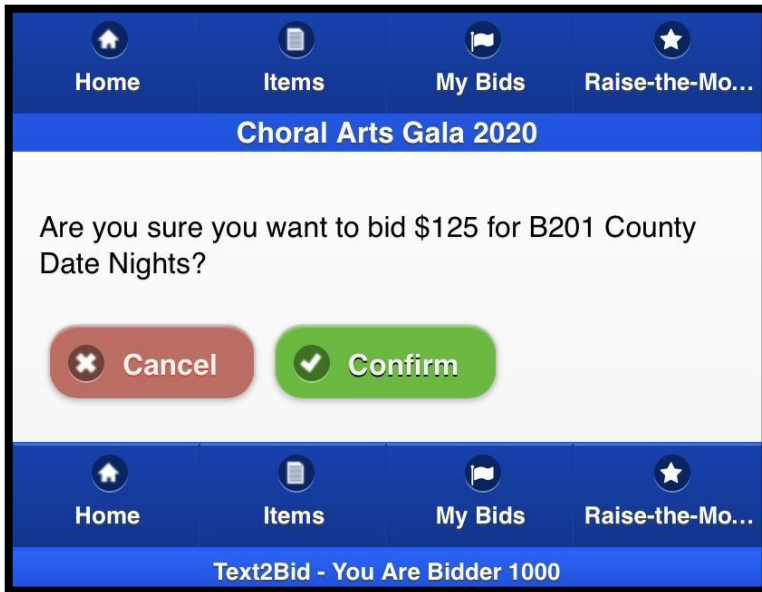 Home Items My Bids Raise-the-Mo...
Choral Arts Gala 2020
Are you sure you want to bid $125 for B201 County
Date Nights?
Cancel Confirm
Home Items My Bids Raise-the-Mo...
Text2Bid - You Are Bidder 1000